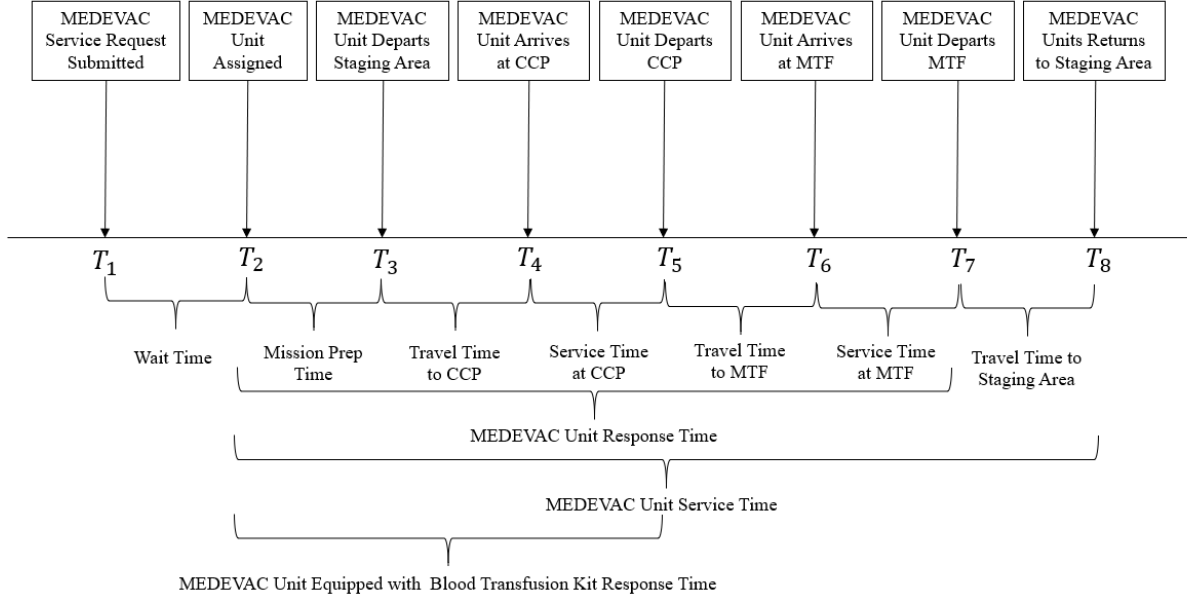 MEDEVAC
Service Request
Submitted
MEDEVAC
Unit
Assigned
MEDEVAC
Unit Departs
Staging Area
MEDEVAC
Unit Arrives
at CCP
MEDEVAC
Unit Departs
CCP
MEDEVAC
Unit Arrives
at MTF
MEDEVAC
Unit Departs
MTF
MEDEVAC
Units Returns
to Staging Area
T1
T2
T3
T4
T5
T6
T7
T8
Wait Time
Mission Prep
Time
Travel Time
to CCP
Service Time
at CCP
Travel Time
to MTF
Service Time
at MTF
Travel Time to
Staging Area
MEDEVAC Unit Response Time
MEDEVAC Unit Service Time
MEDEVAC Unit Equipped with Blood Transfusion Kit Response Time